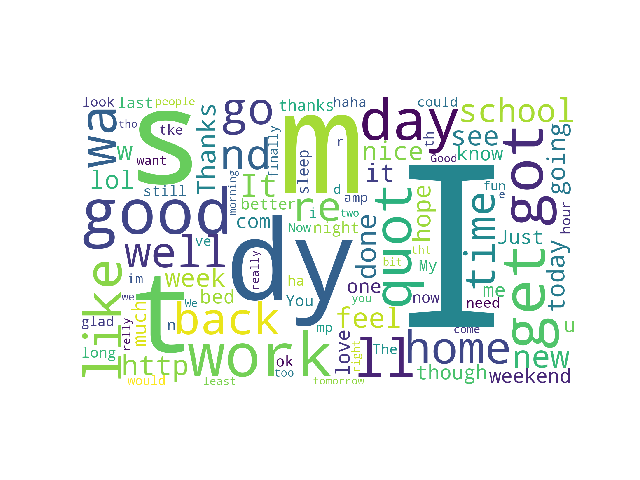 look
last
people
haha
could
thanks
go
school
day
s
m
I
wa
tho
tke
r
th
Good
see
w
want
Thanks
nd
finally
nice
know
going
lol
still
It
sleep
d
it
fun
e
got
good
morning
better
re
amp
hope
time
hour
com
i
two
well
ve
dy
Now
night
done
quot
Just
today
like
im
week
really
ha
one
tht
My
me
we
t
We
bed
You
you
now
bit
need
u
get
much
n
back
mp
feel
glad
relly
love
The
come
new
long
http
work
ok
too
ll
right
home
though
weekend
would
least
tomorrow